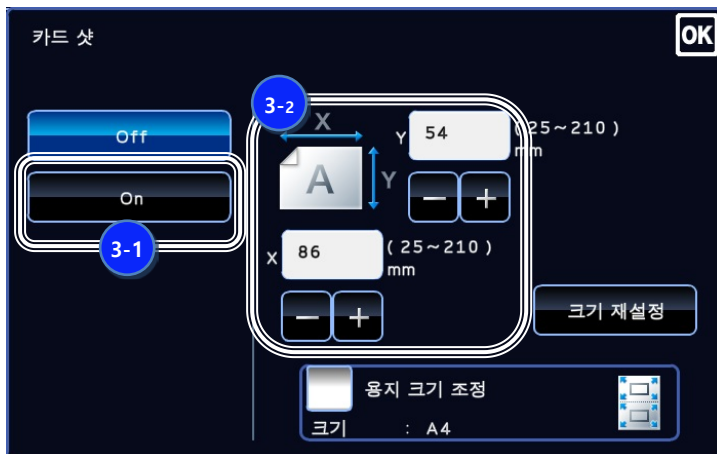 카드 샷
OK
Off
On
3-1
3-2
X
Y
A
Y 54 (25~210) mm
X 86 (25~210) mm
크기 재설정
용지 크기 조정
크기 : A4